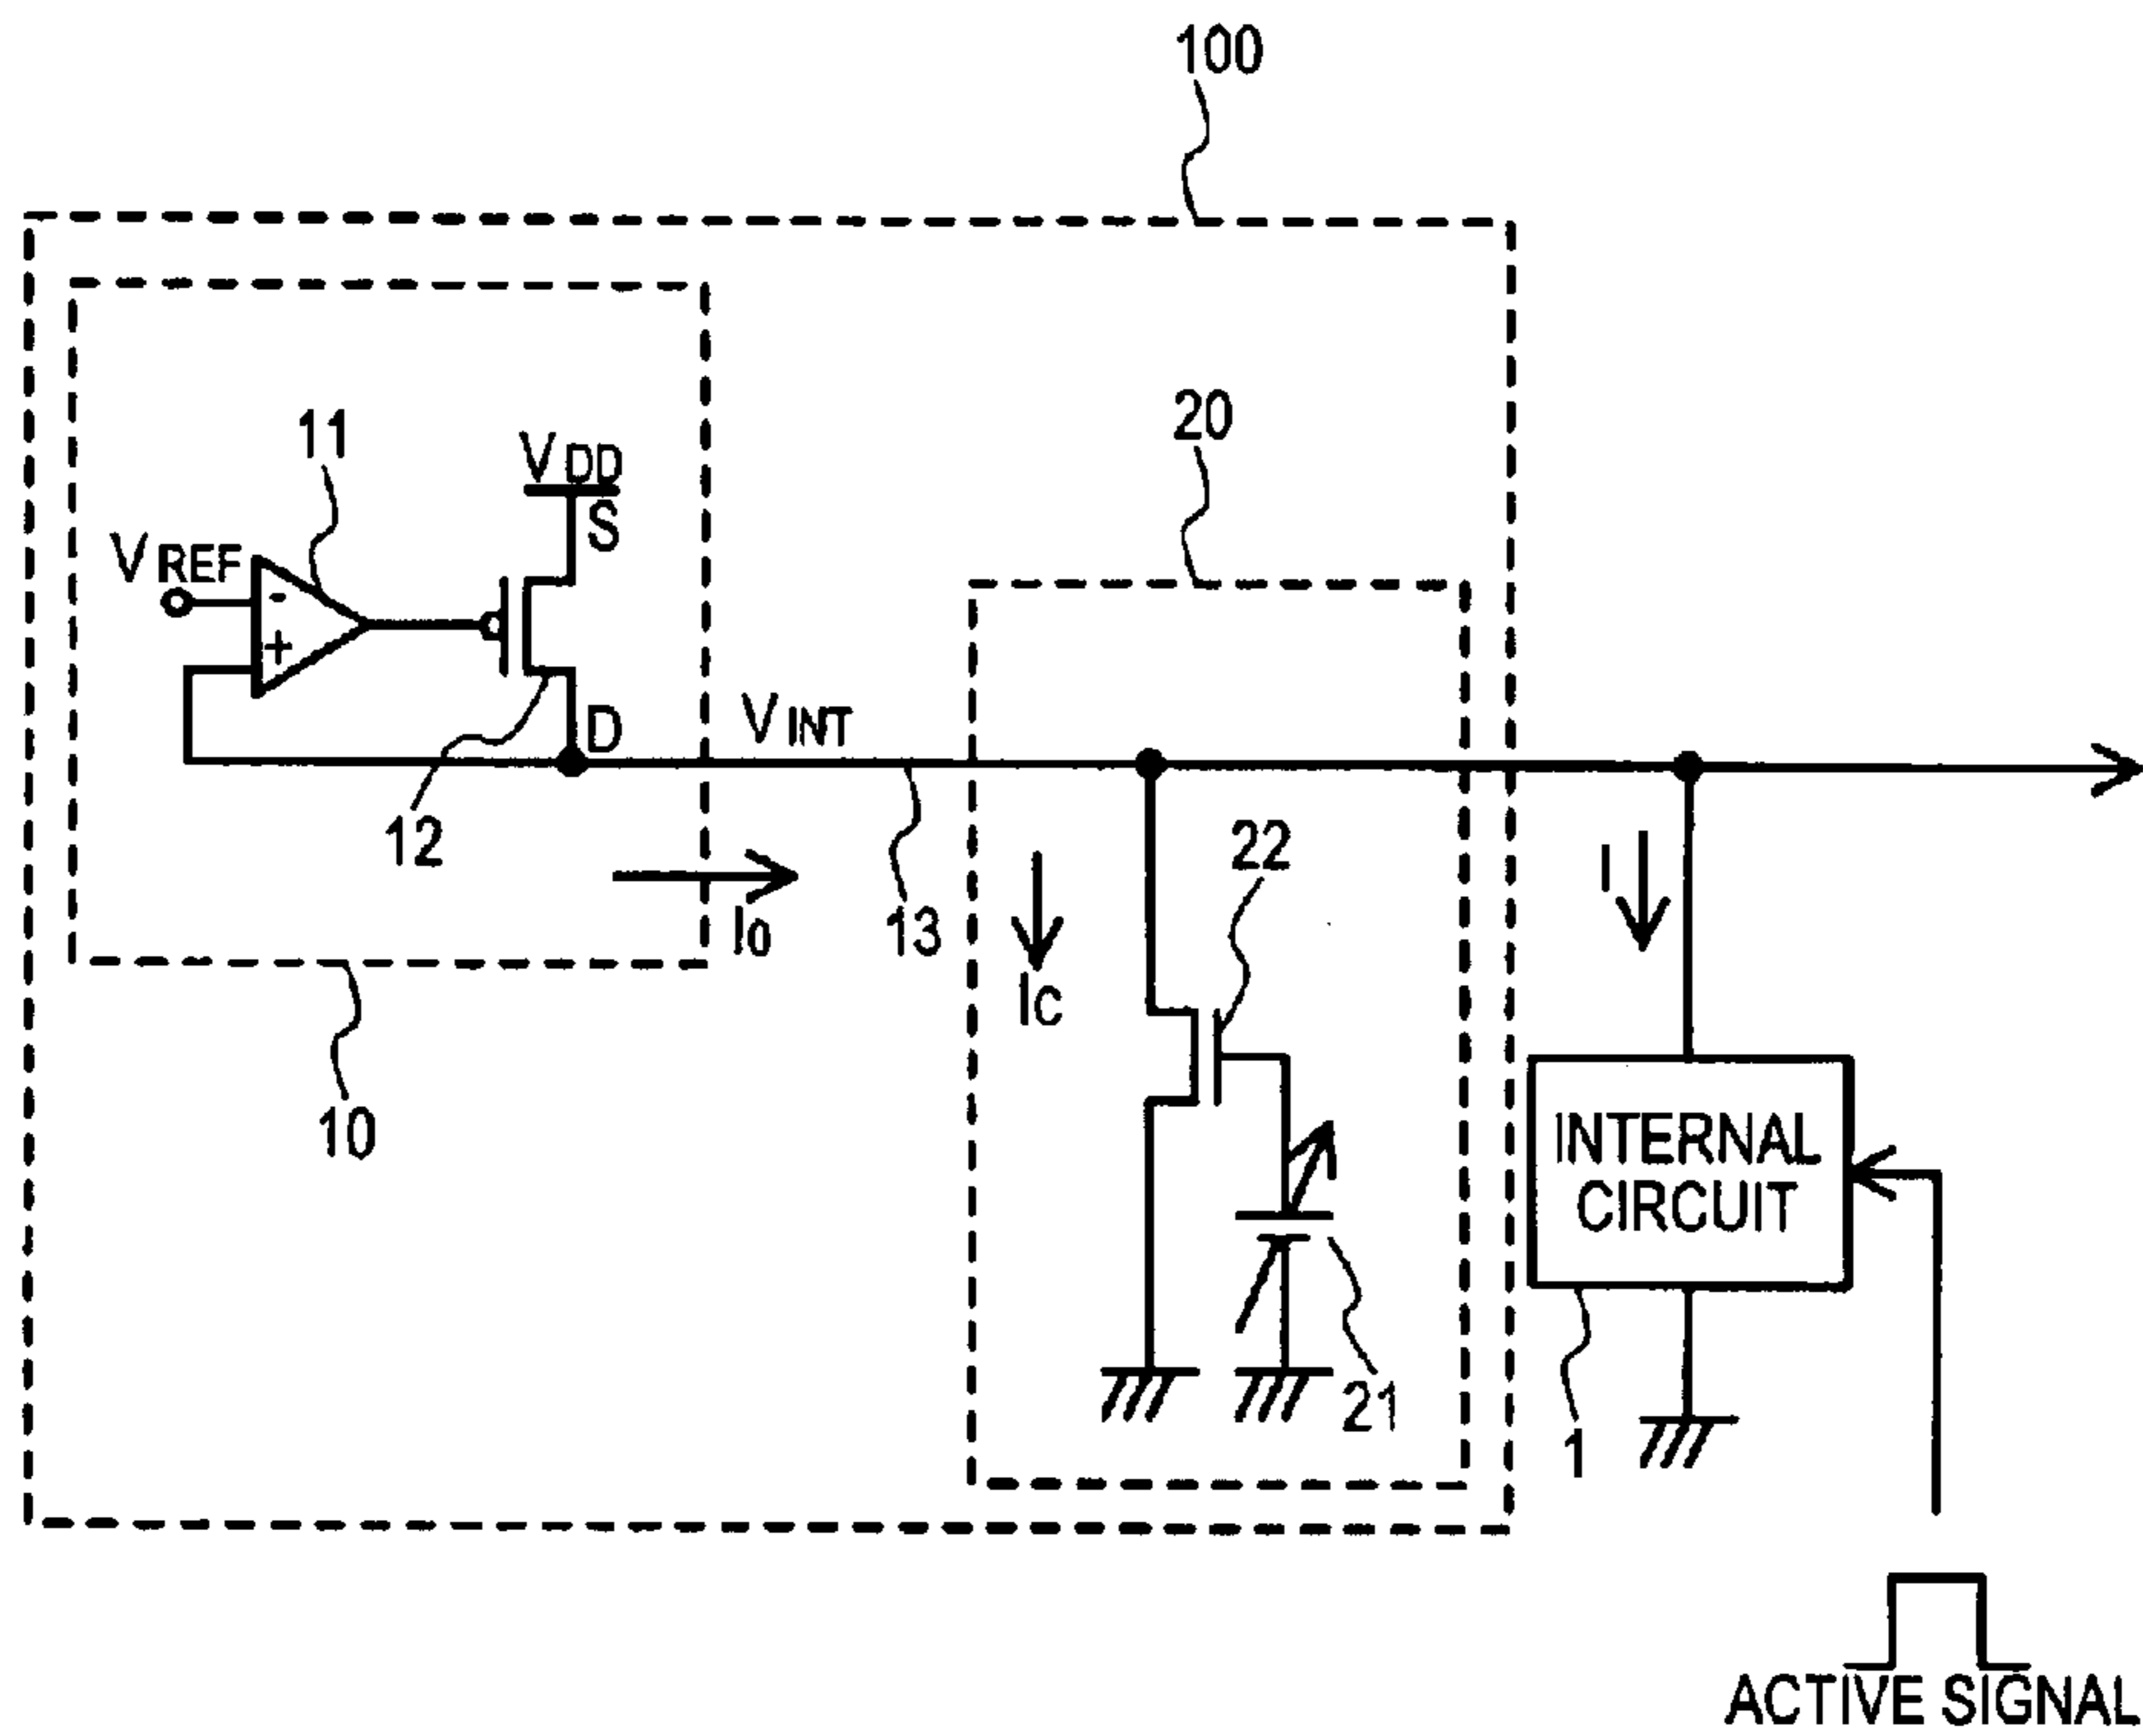 100
20
11
VDD
S
VREF
-
+
D
VINT
12
22
I
I0
13
IC
10
INTERNAL
CIRCUIT
21
1
ACTIVE SIGNAL